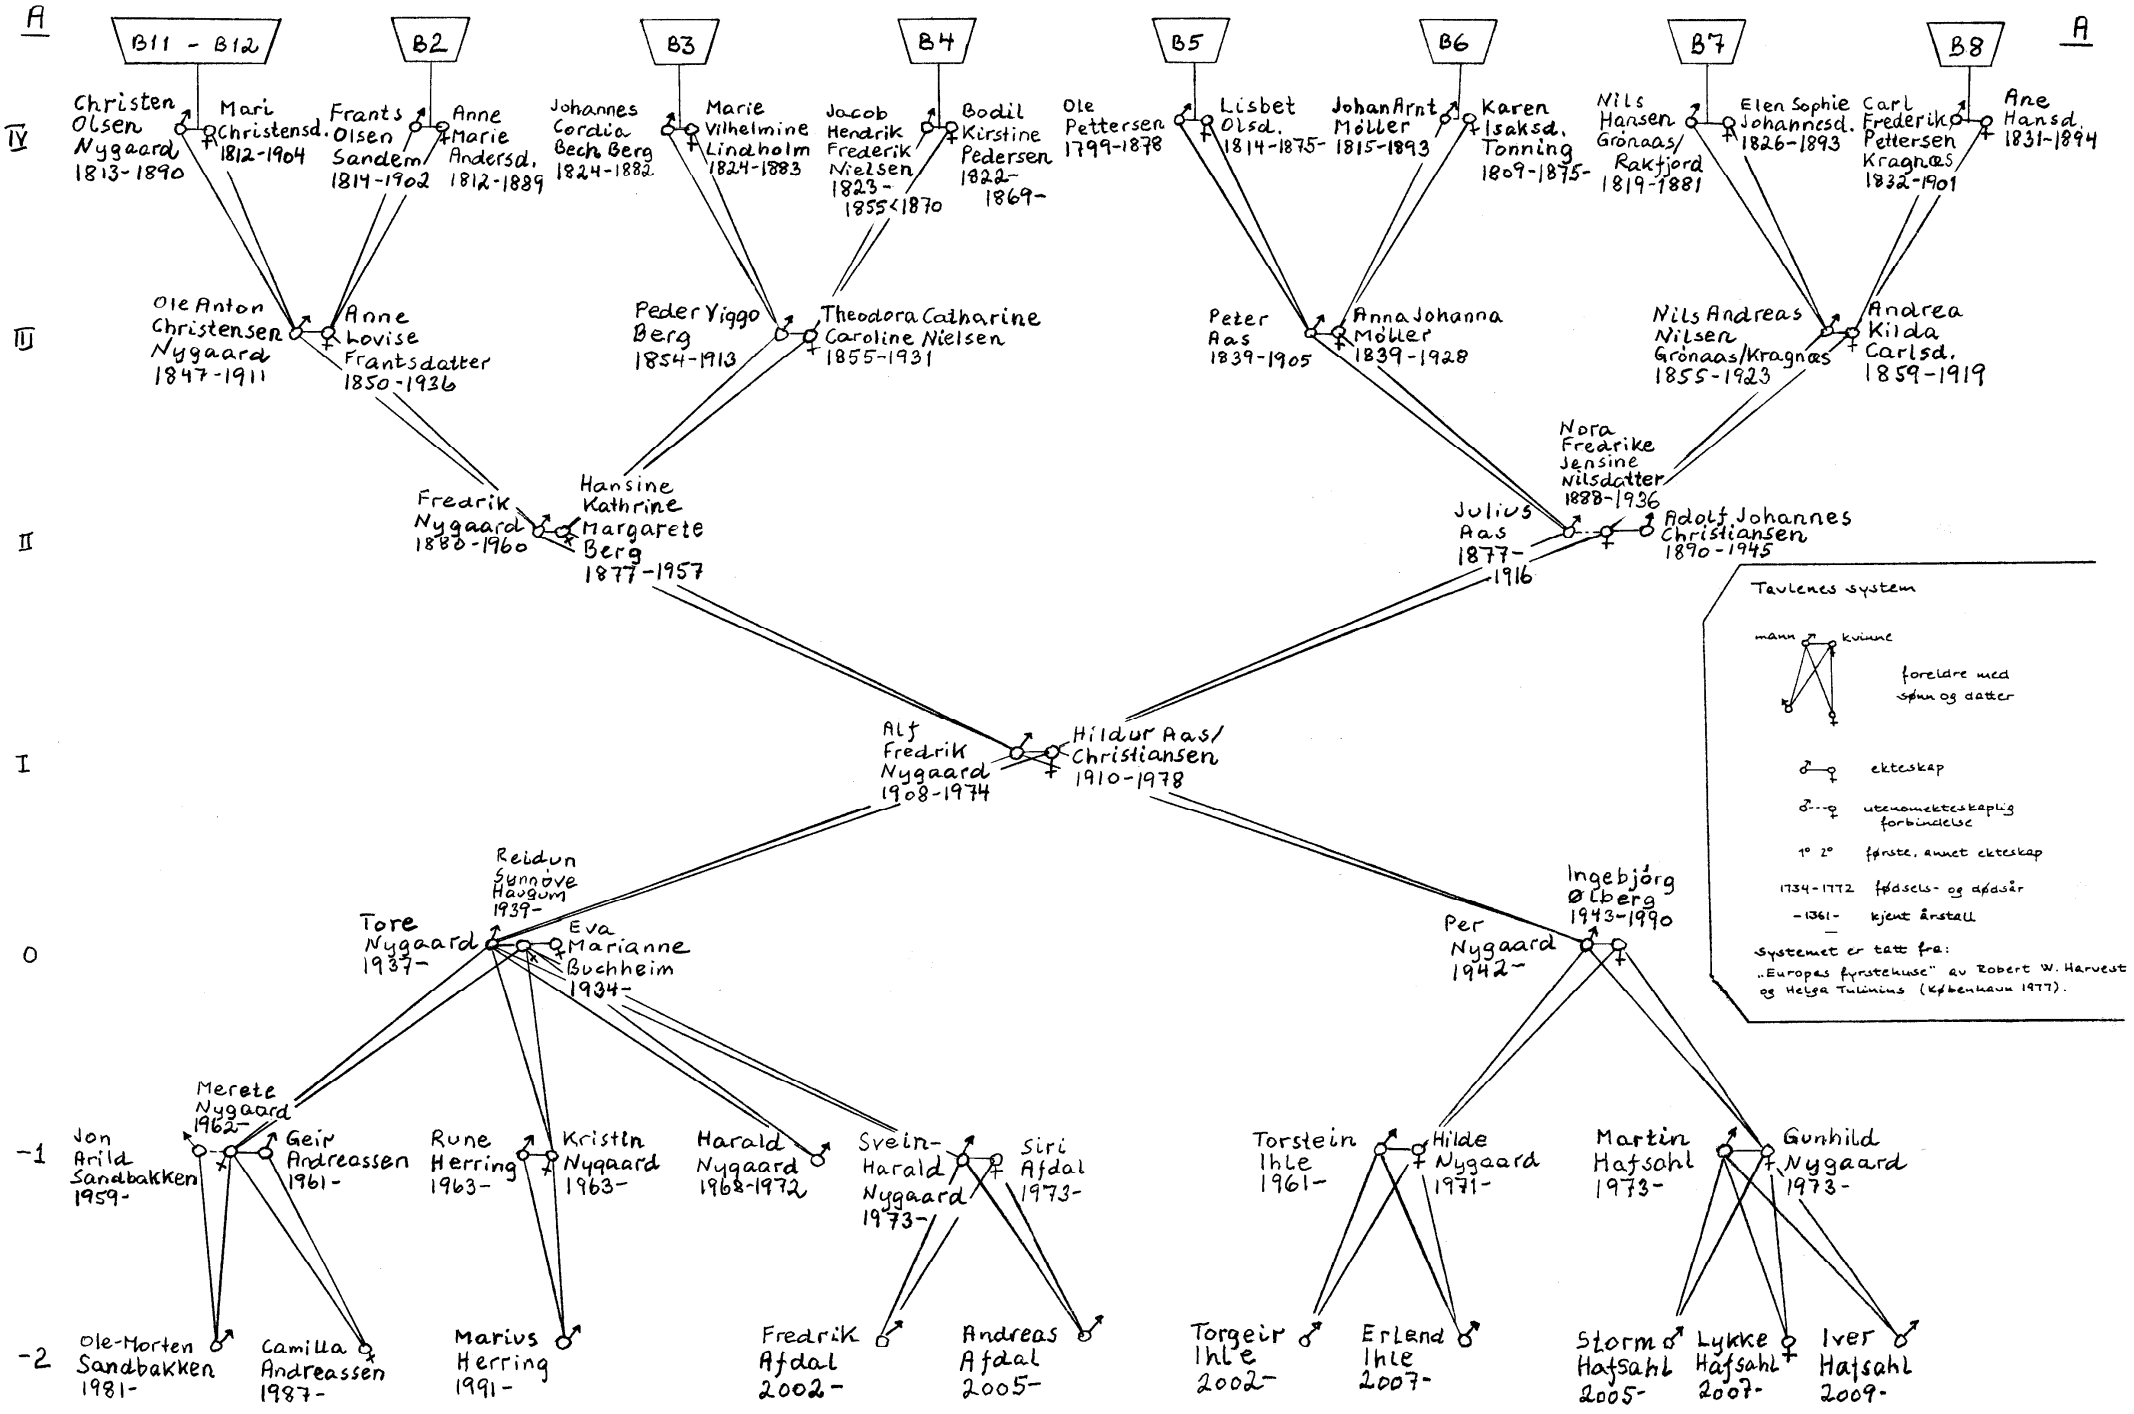 A
A
B11 - B12
B2
B3
B4
B5
B6
B7
B8
IV
Christen
Olsen
Nygaard
1813-1890
Mari
Christensd.
1812-1904
Frants
Olsen
Sandem
1814-1902
Anne
Marie
Andersd.
1812-1889
Johannes
Cordia
Bech Berg
1824-1882
Marie
Vilhelmine
Lindholm
1824-1883
Jacob
Hendrik
Frederik
Nielsen
1823-
1855<1870
Bodil
Kirstine
Pedersen
1822-
1869-
Ole
Pettersen
1799-1878
Lisbet
Olsd.
1814-1875-
Johan Arnt
Möller
1815-1893
Karen
Isaksd.
Tonning
1809-1875-
Nils
Hansen
Grönaas/
Rakfjord
1819-1881
Elen Sophie
Johannesd.
1826-1893
Carl
Frederik
Pettersen
Kragnæs
1832-1901
Ane
Hansd.
1831-1894
III
Ole Anton
Christensen
Nygaard
1847-1911
Anne
Lovise
Frantsdatter
1850-1936
Peder Viggo
Berg
1854-1913
Theodora Catharine
Caroline Nielsen
1855-1931
Peter
Aas
1839-1905
Anna Johanna
Möller
1839-1928
Nils Andreas
Nilsen
Grönaas/Kragnæs
1855-1923
Andrea
Kilda
Carlsd.
1859-1919
II
Fredrik
Nygaard
1880-1960
Hansine
Kathrine
Margarete
Berg
1877-1957
Julius
Aas
1877-
-1916
Nora
Fredrike
Jensine
Nilsdatter
1888-1936
Adolf Johannes
Christiansen
1890-1945
Tavlenes system
mann
kvinne
foreldre med
sønn og datter
ekteskap
utenomekteskaplig
forbindelse
1° 2° første, annet ekteskap
1734-1772 fødsels- og dødsår
-1361- kjent årstall
Systemet er tatt fra:
"Europas fyrstehuse" av Robert W. Harvest
og Helga Tulinius (København 1977).
I
Alf
Fredrik
Nygaard
1908-1974
Hildur Aas/
Christiansen
1910-1978
0
Tore
Nygaard
1937-
Reidun
Synnöve
Haugum
1939-
Eva
Marianne
Buchheim
1934-
Per
Nygaard
1942-
Ingebjörg
Ølberg
1943-1990
-1
Jon
Arild
Sandbakken
1959-
Merete
Nygaard
1962-
Geir
Andreassen
1961-
Rune
Herring
1963-
Kristin
Nygaard
1963-
Harald
Nygaard
1968-1972
Svein-
Harald
Nygaard
1973-
Siri
Afdal
1973-
Torstein
Ihle
1961-
Hilde
Nygaard
1971-
Martin
Hafsahl
1973-
Gunhild
Nygaard
1973-
-2
Ole-Morten
Sandbakken
1981-
Camilla
Andreassen
1987-
Marius
Herring
1991-
Fredrik
Afdal
2002-
Andreas
Afdal
2005-
Torgeir
Ihle
2002-
Erlend
Ihle
2007-
Storm
Hafsahl
2005-
Lykke
Hafsahl
2007-
Iver
Hafsahl
2009-